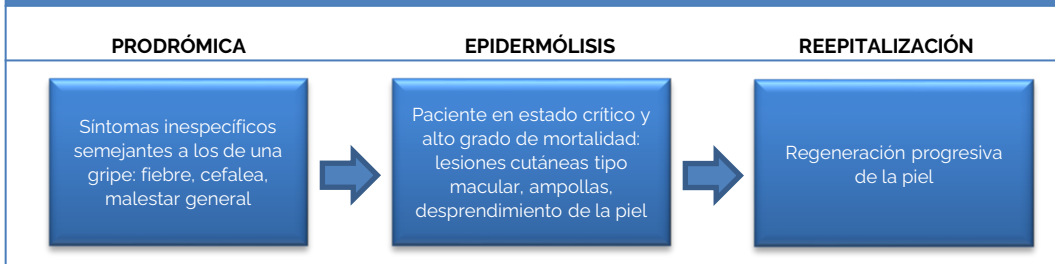 PRODRÓMICA
EPIDERMÓLISIS
REEPITALIZACIÓN
Síntomas inespecíficos
semejantes a los de una
gripe: fiebre, cefalea,
malestar general
Paciente en estado crítico y
alto grado de mortalidad:
lesiones cutáneas tipo
macular, ampollas,
desprendimiento de la piel
Regeneración progresiva
de la piel